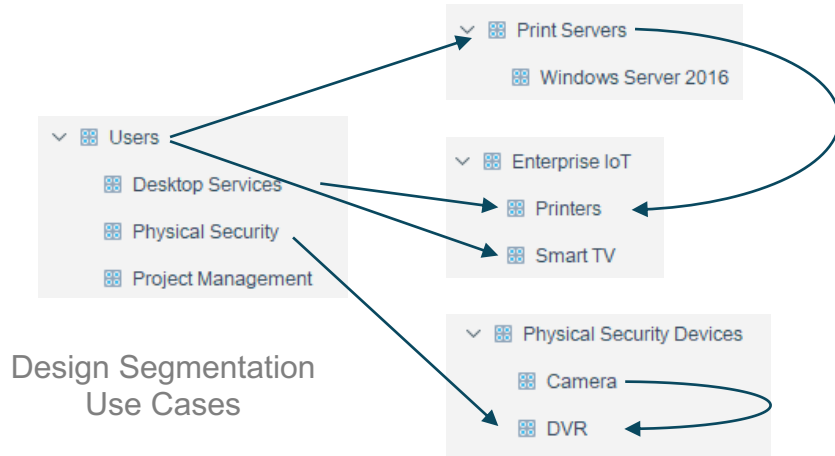 Print Servers
Windows Server 2016
Users
Desktop Services
Physical Security
Project Management
Enterprise IoT
Printers
Smart TV
Physical Security Devices
Camera
DVR
Design Segmentation
Use Cases